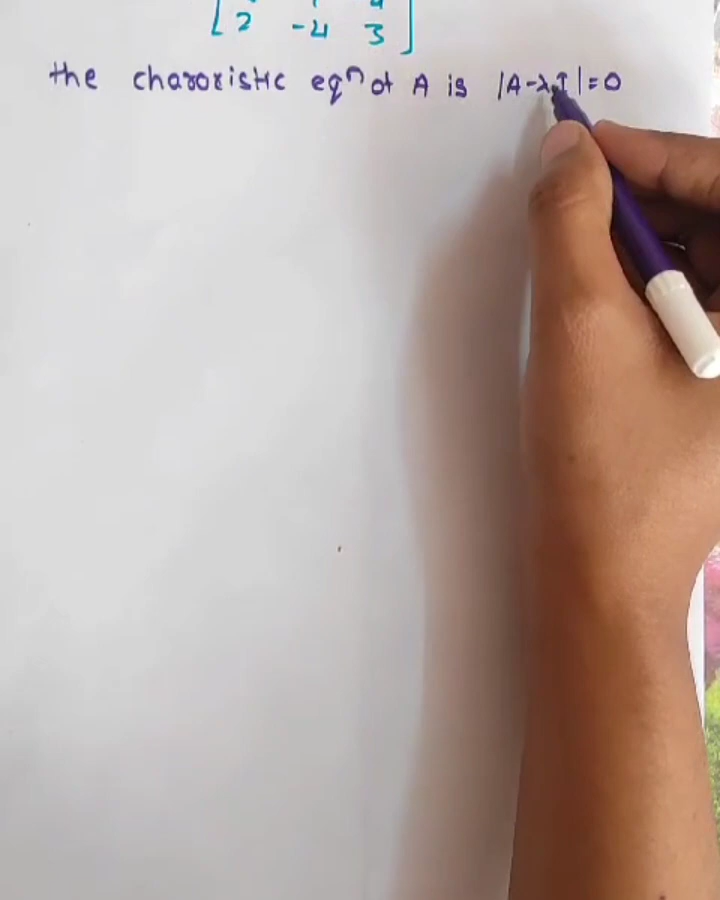 2 -4 3
the charoristic eqⁿ of A is |A-λI|=0